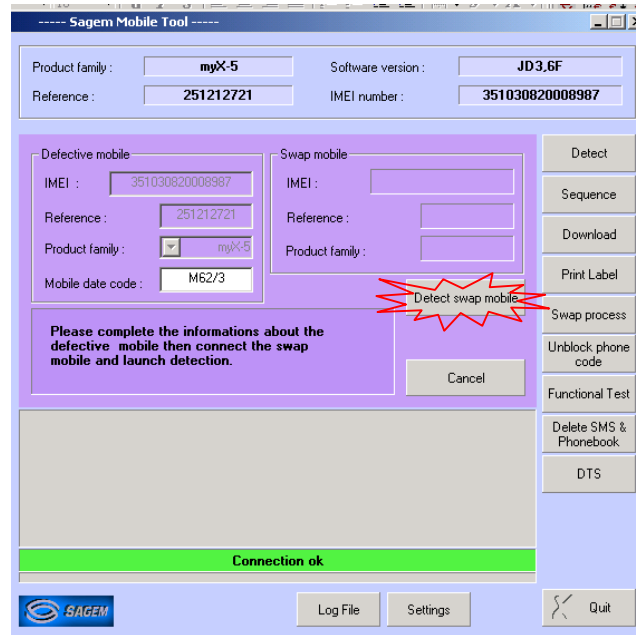 ----- Sagem Mobile Tool -----
Product family : myX-5 Software version : JD3,6F
Reference : 251212721 IMEI number : 351030820008987
Defective mobile
IMEI : 351030820008987
Reference : 251212721
Product family : myX-5
Mobile date code : M62/3
Swap mobile
IMEI :
Reference :
Product family :
Detect swap mobile
Please complete the informations about the
defective mobile then connect the swap
mobile and launch detection.
Cancel
Detect
Sequence
Download
Print Label
Swap process
Unblock phone
code
Functional Test
Delete SMS &
Phonebook
DTS
Connection ok
SAGEM
Log File
Settings
Quit